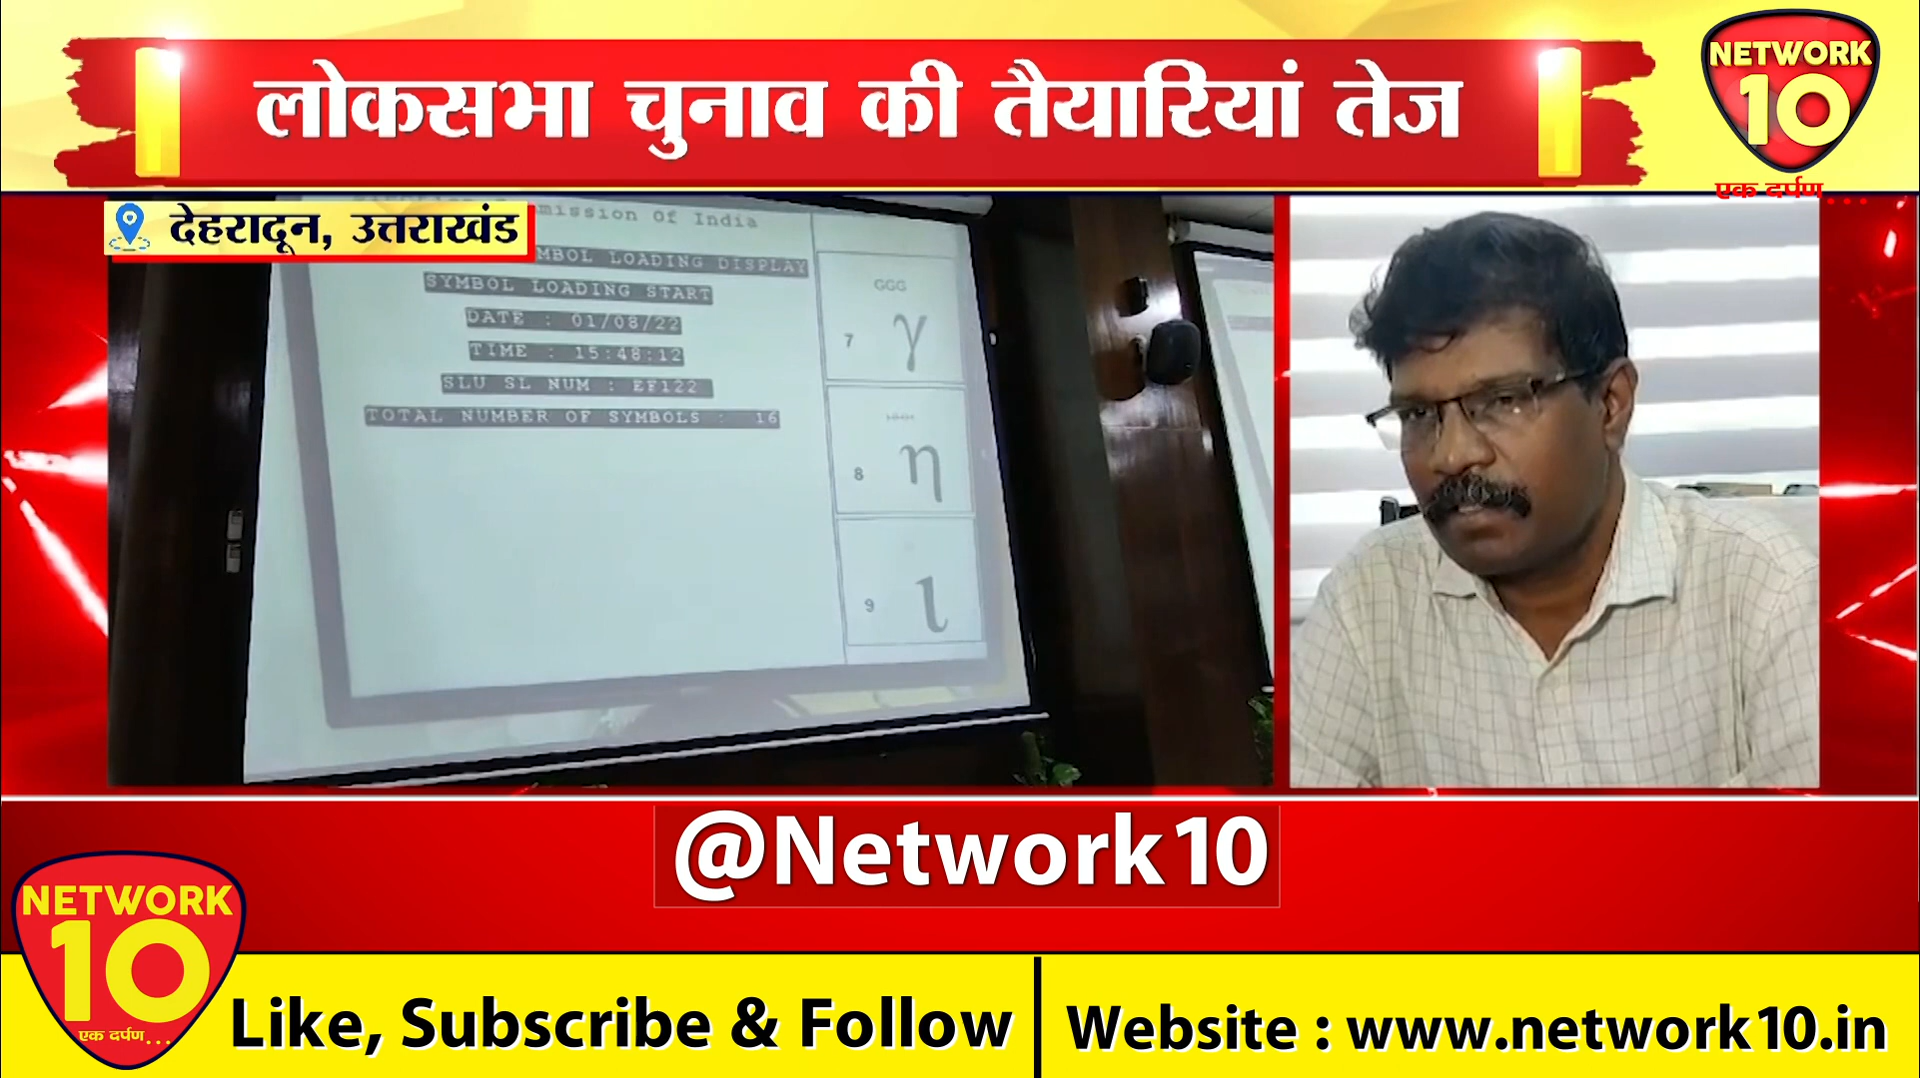 लोकसभा चुनाव की तैयारियां तेज
NETWORK
10
एक दर्पण...
देहरादून, उत्तराखंड
mission Of India
MBOL LOADING DISPLAY
SYMBOL LOADING START
DATE : 01/08/22
TIME : 15:48:12
SLU SL NUM : EF122
TOTAL NUMBER OF SYMBOLS : 16
GGG
7 γ
8 η
9 ι
@Network10
NETWORK
10
एक दर्पण...
Like, Subscribe & Follow
Website : www.network10.in